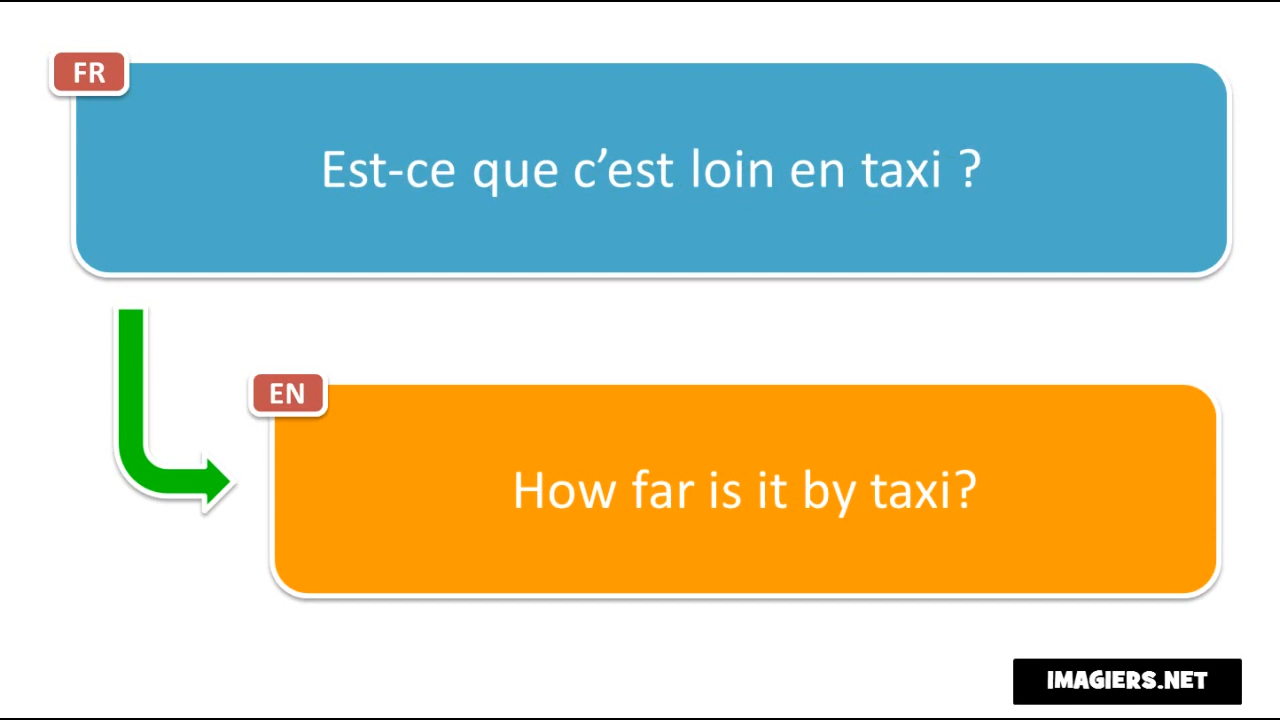 FR
Est-ce que c’est loin en taxi ?
EN
How far is it by taxi?
IMAGIERS.NET